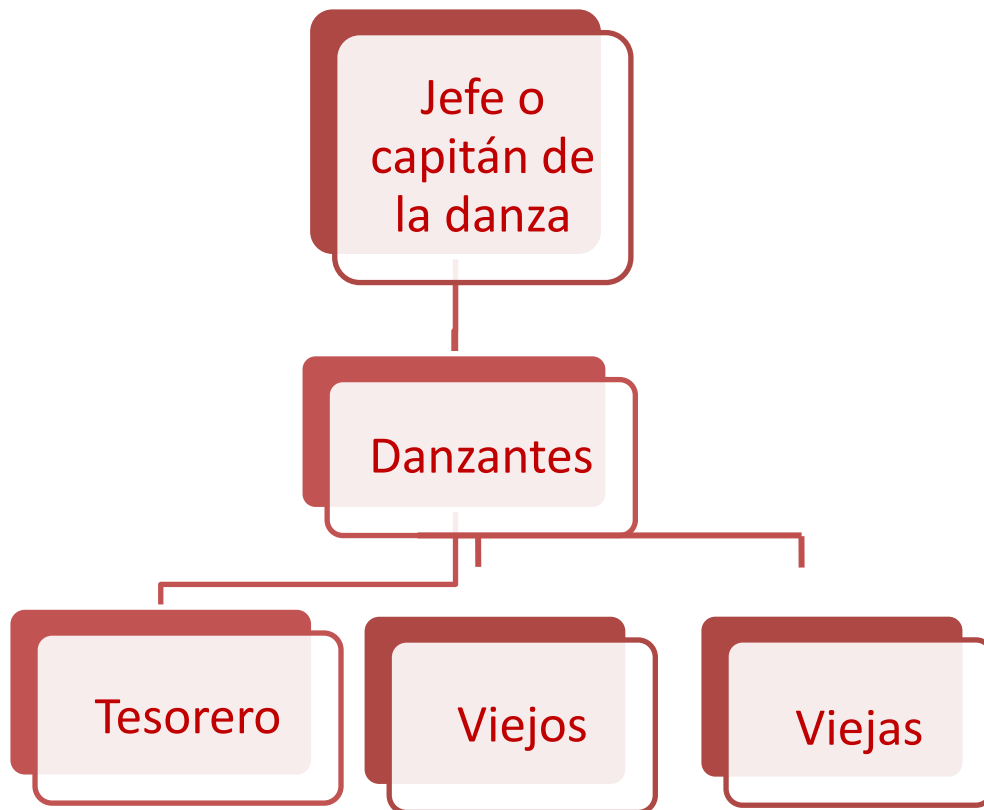 Jefe o
capitán de
la danza
Danzantes
Tesorero
Viejos
Viejas